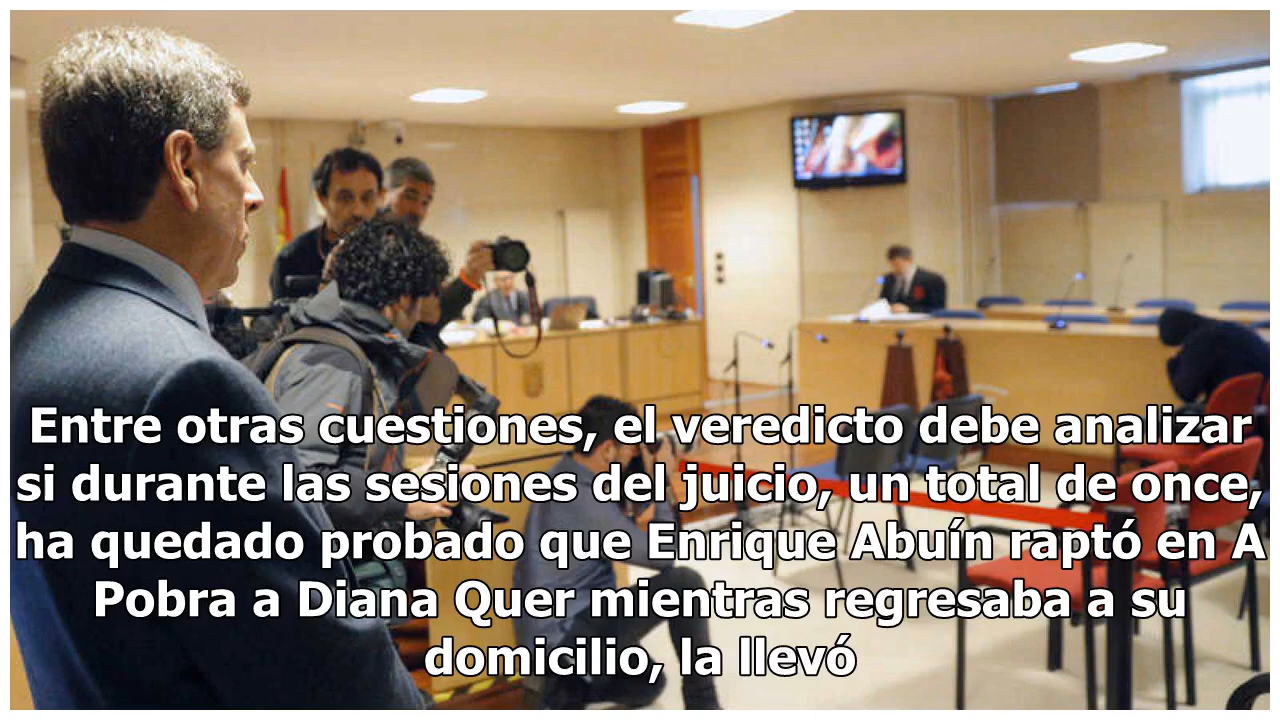 Entre otras cuestiones, el veredicto debe analizar
si durante las sesiones del juicio, un total de once,
ha quedado probado que Enrique Abuín raptó en A
Pobra a Diana Quer mientras regresaba a su
domicilio, la llevó